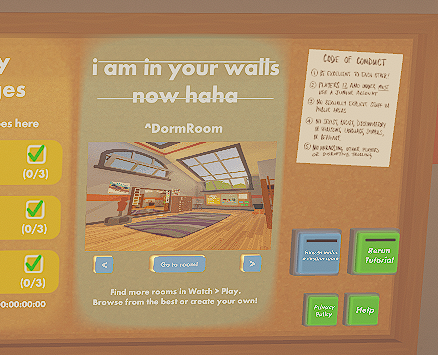 y
ges
es here
(0/3)
(0/3)
(0/3)
0:00:00:00
i am in your walls
now haha
^DormRoom
<
Go to room!
>
Find more rooms in Watch > Play.
Browse from the best or create your own!
CODE OF CONDUCT
① BE EXCELLENT TO EACH OTHER!
② PLAYERS 12 AND UNDER MUST
USE A JUNIOR ACCOUNT
③ NO SEXUALLY EXPLICIT STUFF IN
PUBLIC AREAS
④ NO SEXIST, RACIST, DISCRIMINATORY
OR HARASSING LANGUAGE, SYMBOLS,
OR BEHAVIOR.
⑤ NO HARASSING OTHER PLAYERS
OR DISRUPTIVE TROLLING
Rerun
Tutorial
Privacy
Policy
Help